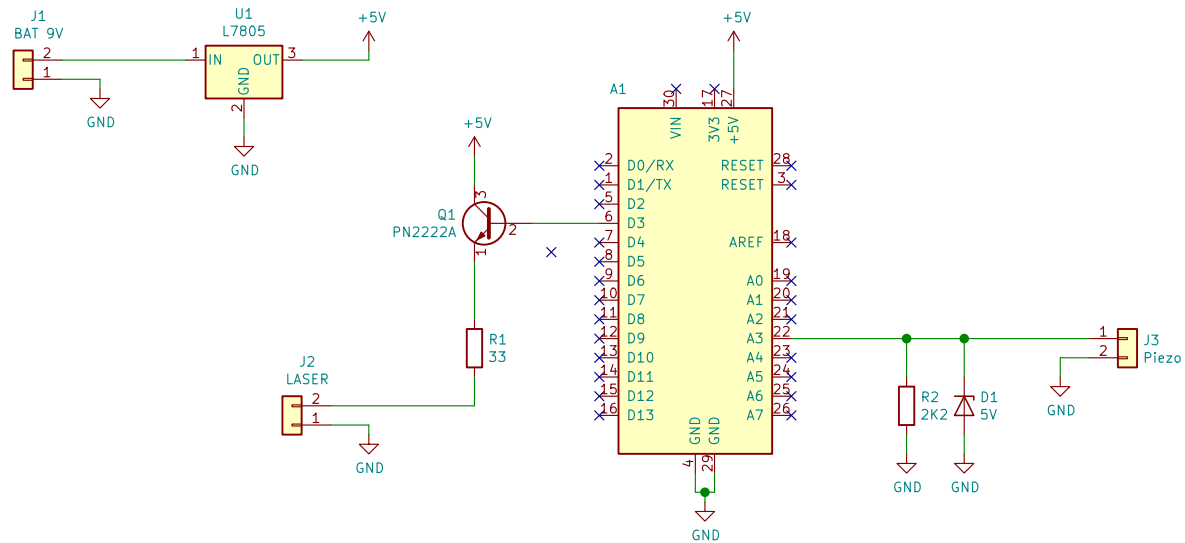 J1
BAT 9V
2
1
GND
U1
L7805
1
IN
OUT
3
GND
2
GND
+5V
+5V
3
Q1
PN2222A
2
1
R1
33
J2
LASER
2
1
GND
+5V
A1
30
17
27
VIN
3V3
+5V
2
D0/RX
1
D1/TX
5
D2
6
D3
7
D4
8
D5
9
D6
10
D7
11
D8
12
D9
13
D10
14
D11
15
D12
16
D13
RESET
28
RESET
3
AREF
18
A0
19
A1
20
A2
21
A3
22
A4
23
A5
24
A6
25
A7
26
GND
GND
4
29
GND
R2
2K2
GND
D1
5V
GND
1
2
J3
Piezo
GND